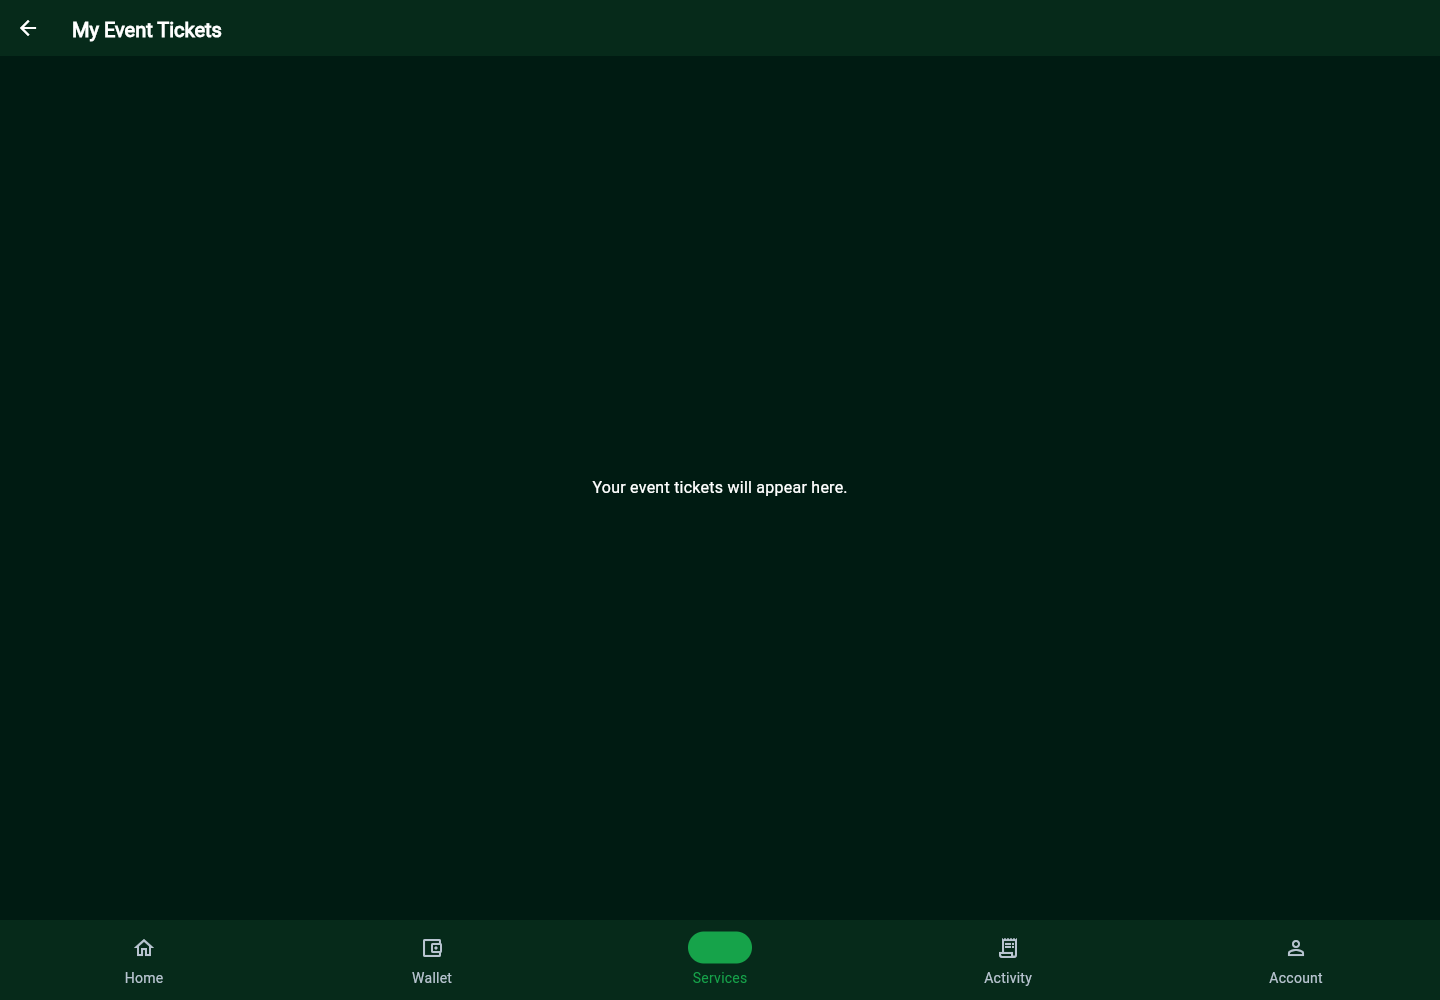 My Event Tickets
Your event tickets will appear here.
Home
Wallet
Services
Activity
Account